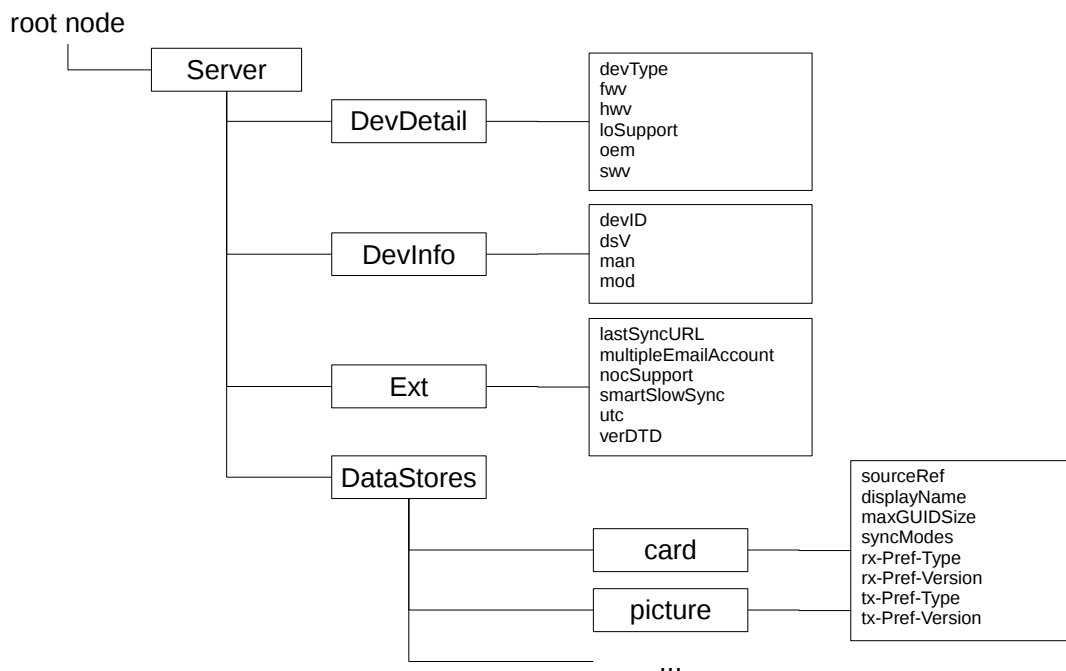 root node
Server
DevDetail
devType
fwv
hwv
loSupport
oem
swv
DevInfo
devID
dsV
man
mod
Ext
lastSyncURL
multipleEmailAccount
nocSupport
smartSlowSync
utc
verDTD
DataStores
card
picture
sourceRef
displayName
maxGUIDSize
syncModes
rx-Pref-Type
rx-Pref-Version
tx-Pref-Type
tx-Pref-Version
...